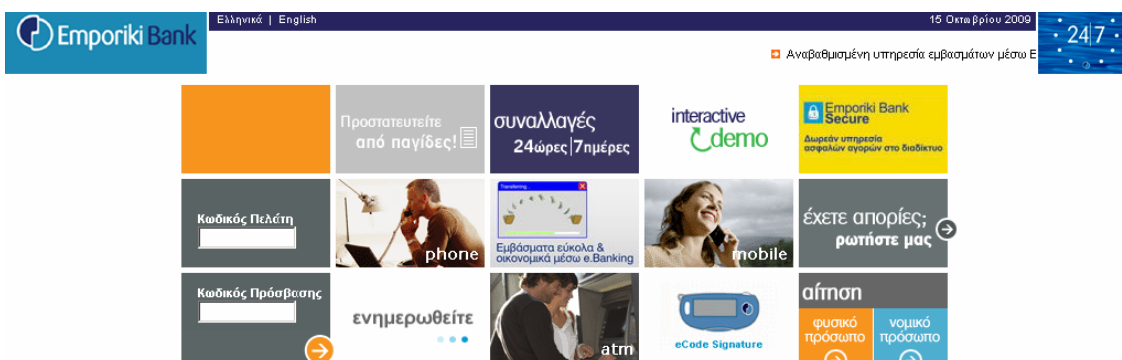 Emporiki Bank
Ελληνικά | English
15 Οκτωβρίου 2009
24|7
Αναβαθμισμένη υπηρεσία εμβασμάτων μέσω E
Προστατευτείτε
από παγίδες!
συναλλαγές
24ώρες|7ημέρες
interactive
demo
Emporiki Bank
Secure
Δωρεάν υπηρεσία
ασφαλών αγορών στο διαδίκτυο
Κωδικός Πελάτη
phone
Transferring...
Εμβάσματα εύκολα &
οικονομικά μέσω e.Banking
mobile
έχετε απορίες;
ρωτήστε μας
Κωδικός Πρόσβασης
ενημερωθείτε
atm
eCode Signature
αίτηση
φυσικό
πρόσωπο
νομικό
πρόσωπο